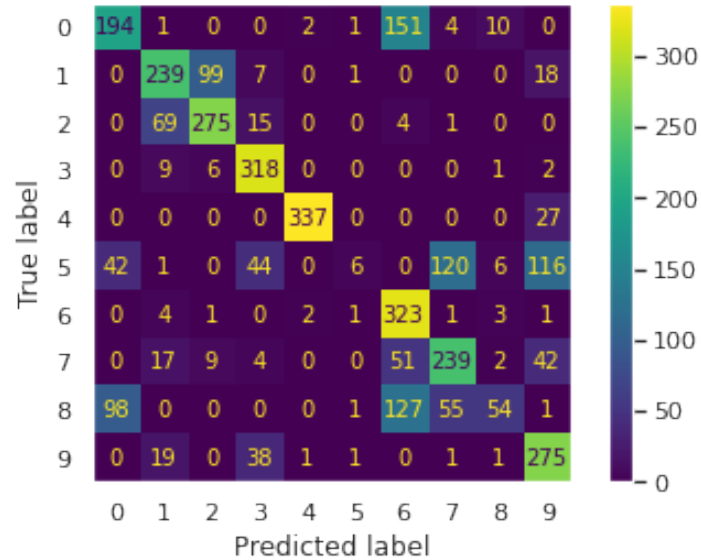 0 194 1 0 0 2 1 151 4 10 0
1 0 239 99 7 0 1 0 0 0 18
2 0 69 275 15 0 0 4 1 0 0
3 0 9 6 318 0 0 0 0 1 2
4 0 0 0 0 337 0 0 0 0 27
5 42 1 0 44 0 6 0 120 6 116
6 0 4 1 0 2 1 323 1 3 1
7 0 17 9 4 0 0 51 239 2 42
8 98 0 0 0 0 1 127 55 54 1
9 0 19 0 38 1 1 0 1 1 275
0 1 2 3 4 5 6 7 8 9
Predicted label
True label
300
250
200
150
100
50
0